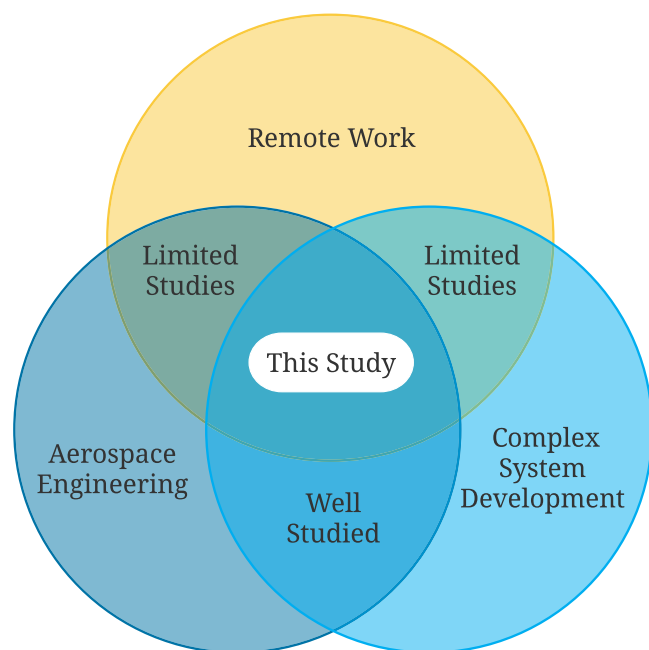 Remote Work
Limited
Studies
Limited
Studies
This Study
Aerospace
Engineering
Complex
System
Development
Well
Studied